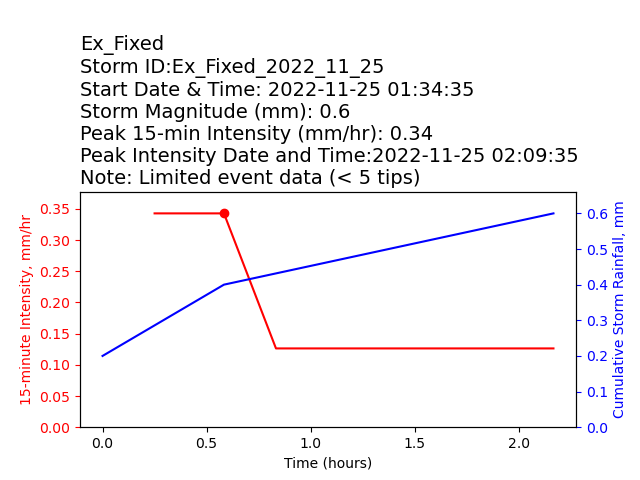 Ex_Fixed
Storm ID:Ex_Fixed_2022_11_25
Start Date & Time: 2022-11-25 01:34:35
Storm Magnitude (mm): 0.6
Peak 15-min Intensity (mm/hr): 0.34
Peak Intensity Date and Time:2022-11-25 02:09:35
Note: Limited event data (< 5 tips)
15-minute Intensity, mm/hr
0.35
0.30
0.25
0.20
0.15
0.10
0.05
0.00
0.6
0.5
0.4
0.3
0.2
0.1
0.0
Cumulative Storm Rainfall, mm
0.0 0.5 1.0 1.5 2.0
Time (hours)